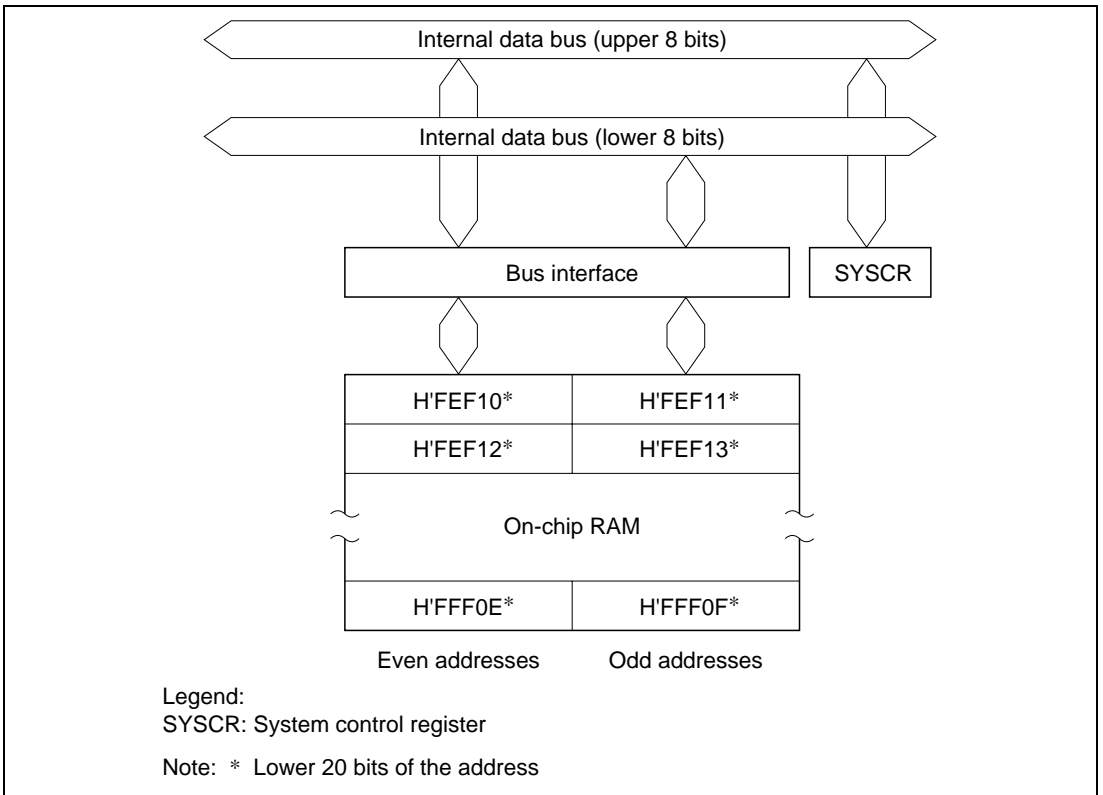 Internal data bus (upper 8 bits)
Internal data bus (lower 8 bits)
Bus interface
SYSCR
H'FEF10*
H'FEF11*
H'FEF12*
H'FEF13*
On-chip RAM
H'FFF0E*
H'FFF0F*
Even addresses
Odd addresses
Legend:
SYSCR: System control register
Note: * Lower 20 bits of the address